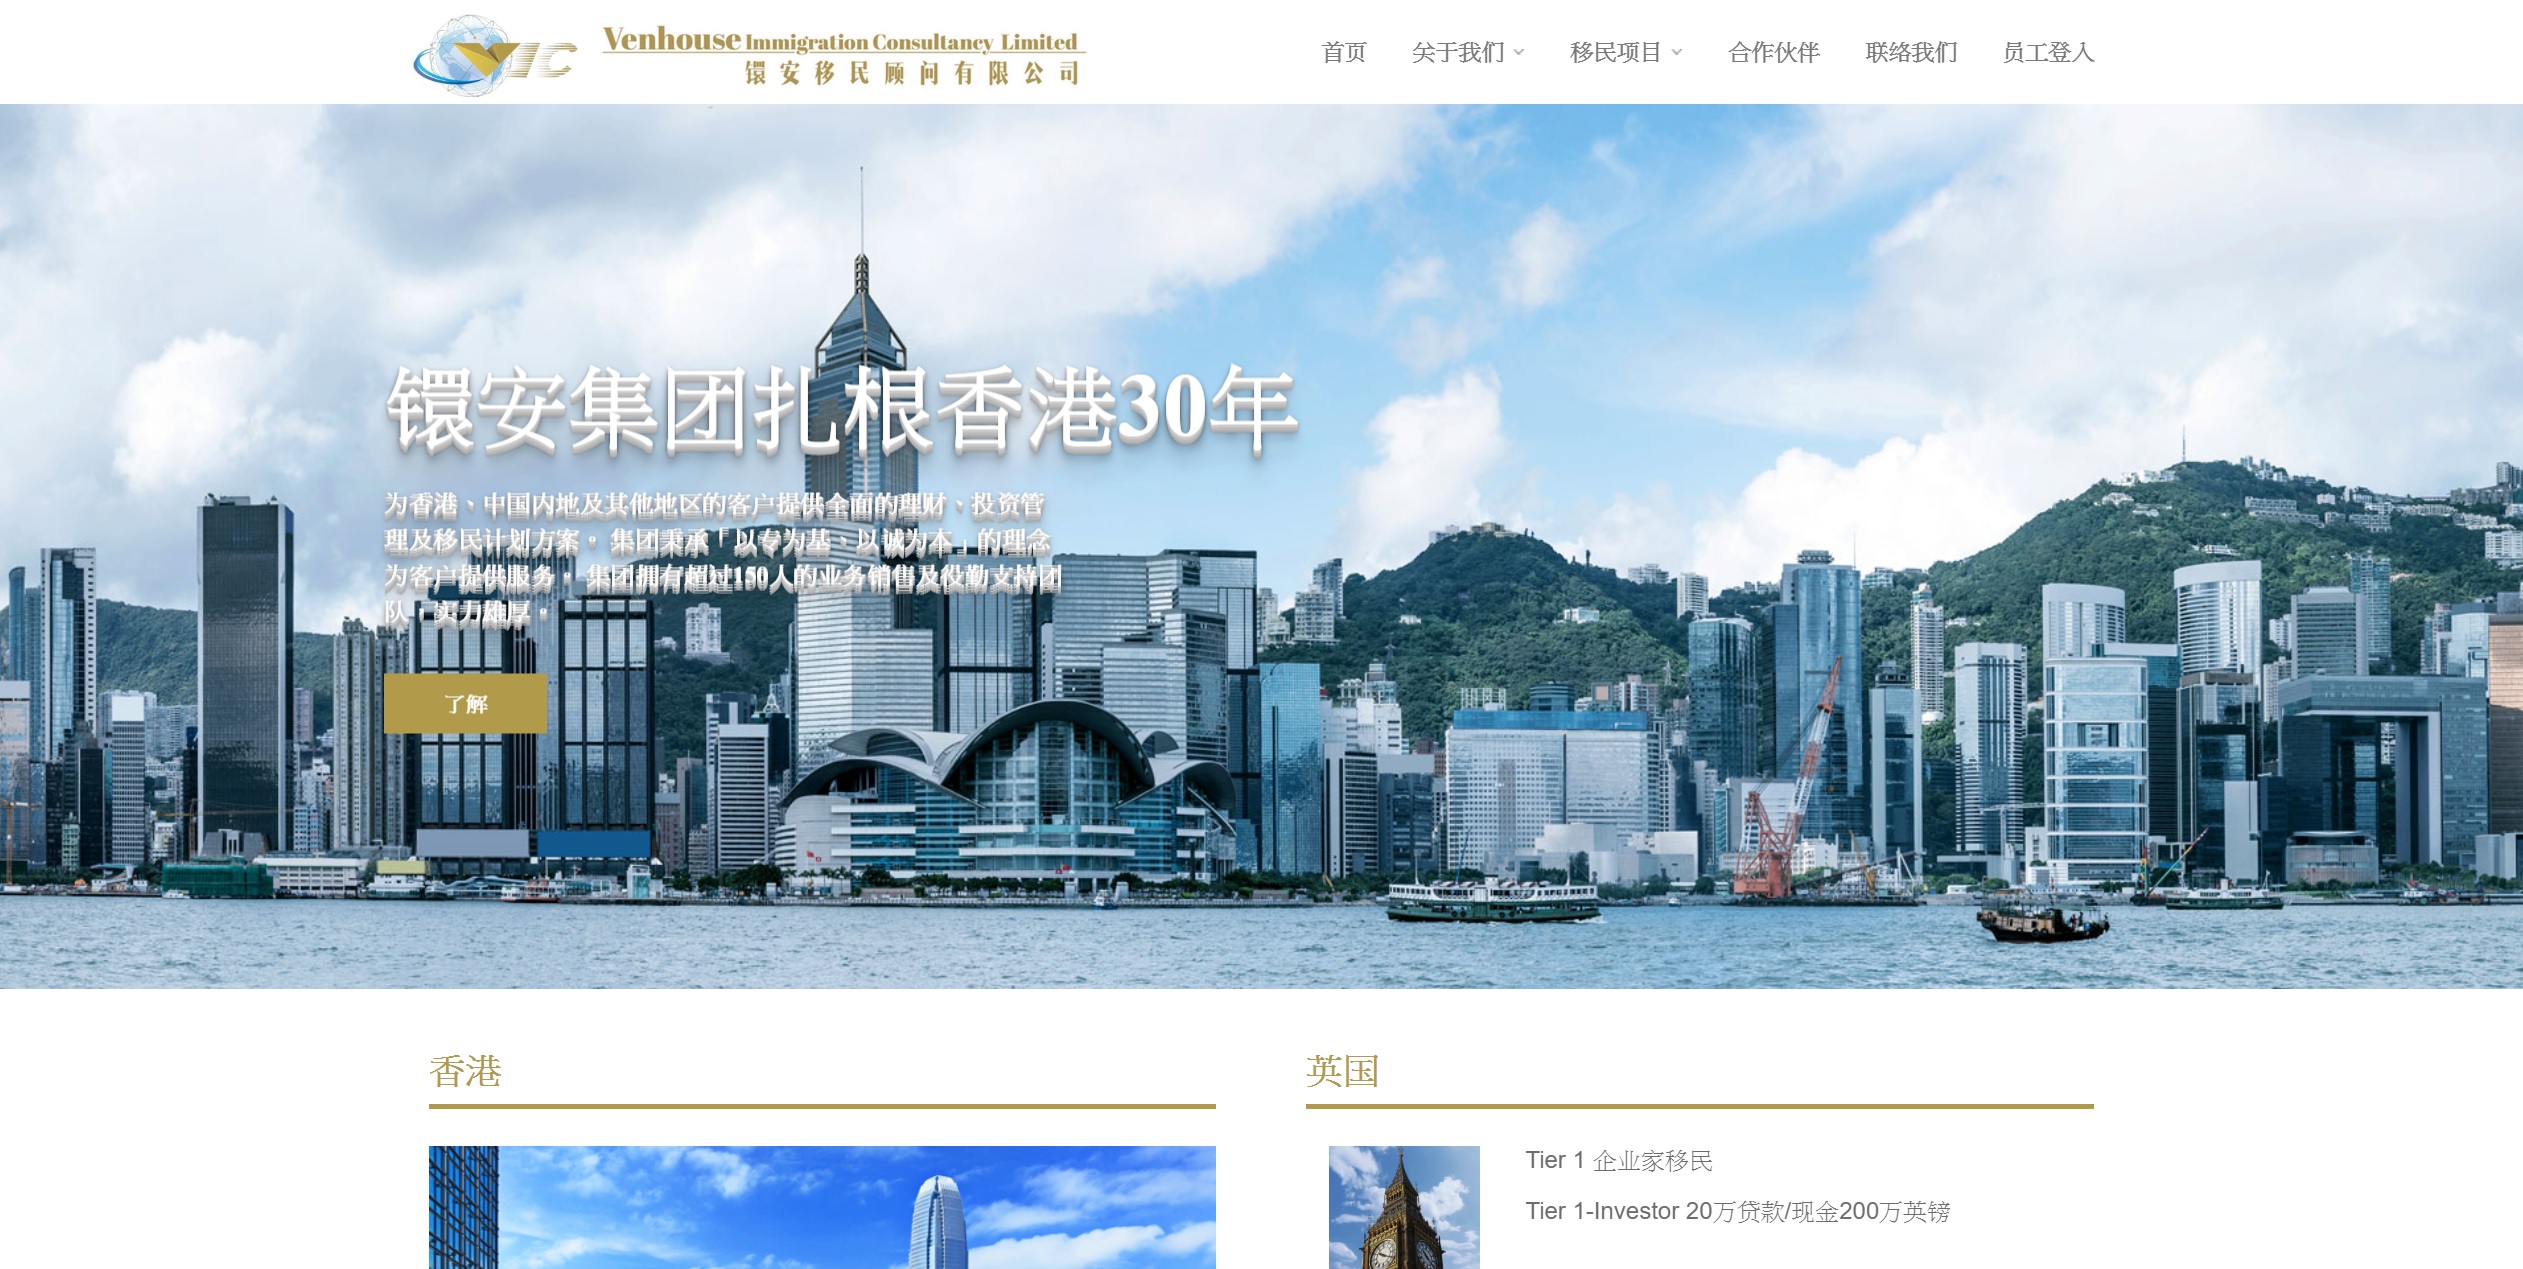 VIC
Venhouse Immigration Consultancy Limited
镮安移民顾问有限公司
首页 关于我们 移民项目 合作伙伴 联络我们 员工登入
镮安集团扎根香港30年
为香港、中国内地及其他地区的客户提供全面的理财、投资管
理及移民计划方案。 集团秉承「以专为基、以诚为本」的理念
为客户提供服务。 集团拥有超过150人的业务销售及役勤支持团
队，实力雄厚。
了解
香港
英国
Tier 1 企业家移民
Tier 1-Investor 20万贷款/现金200万英镑